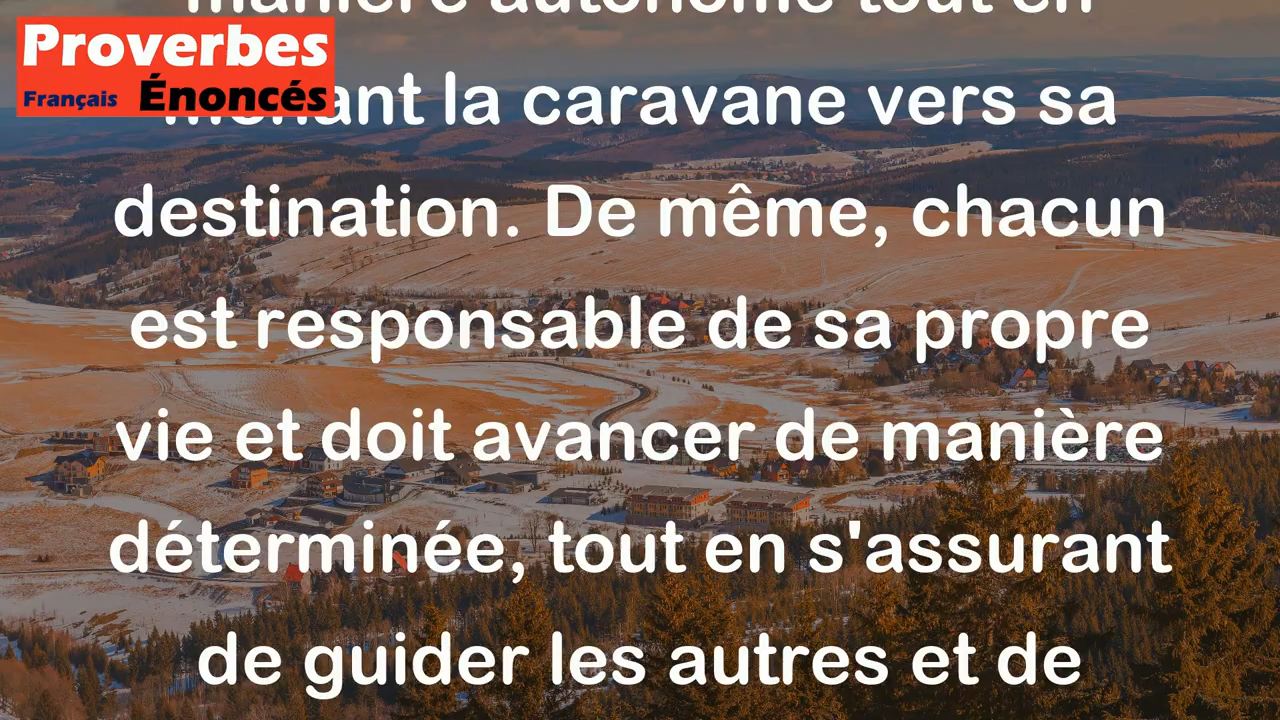 manière autonome tout en
Proverbes
Français Énoncés
menant la caravane vers sa
destination. De même, chacun
est responsable de sa propre
vie et doit avancer de manière
déterminée, tout en s'assurant
de guider les autres et de